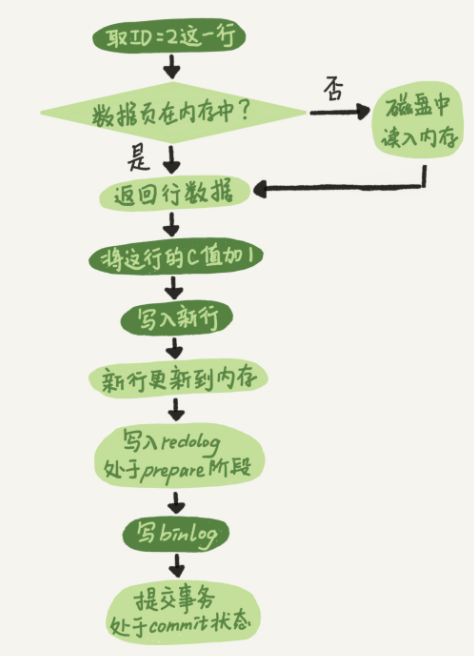 取ID=2这一行
数据页在内存中?
否
磁盘中
读入内存
是
返回行数据
将这行的C值加1
写入新行
新行更新到内存
写入redolog
处于prepare阶段
写binlog
提交事务
处于commit状态